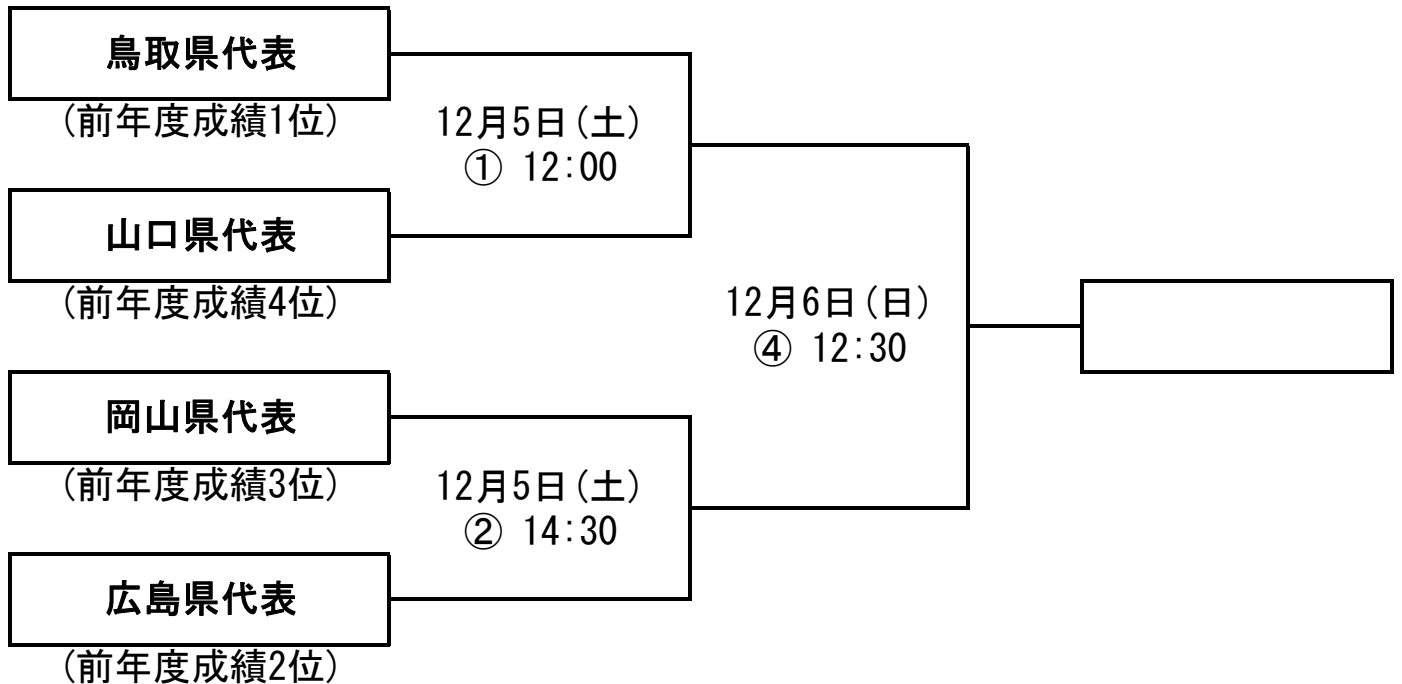 鳥取県代表
(前年度成績1位)
12月5日(土)
① 12:00
山口県代表
(前年度成績4位)
12月6日(日)
④ 12:30
岡山県代表
(前年度成績3位)
12月5日(土)
② 14:30
広島県代表
(前年度成績2位)